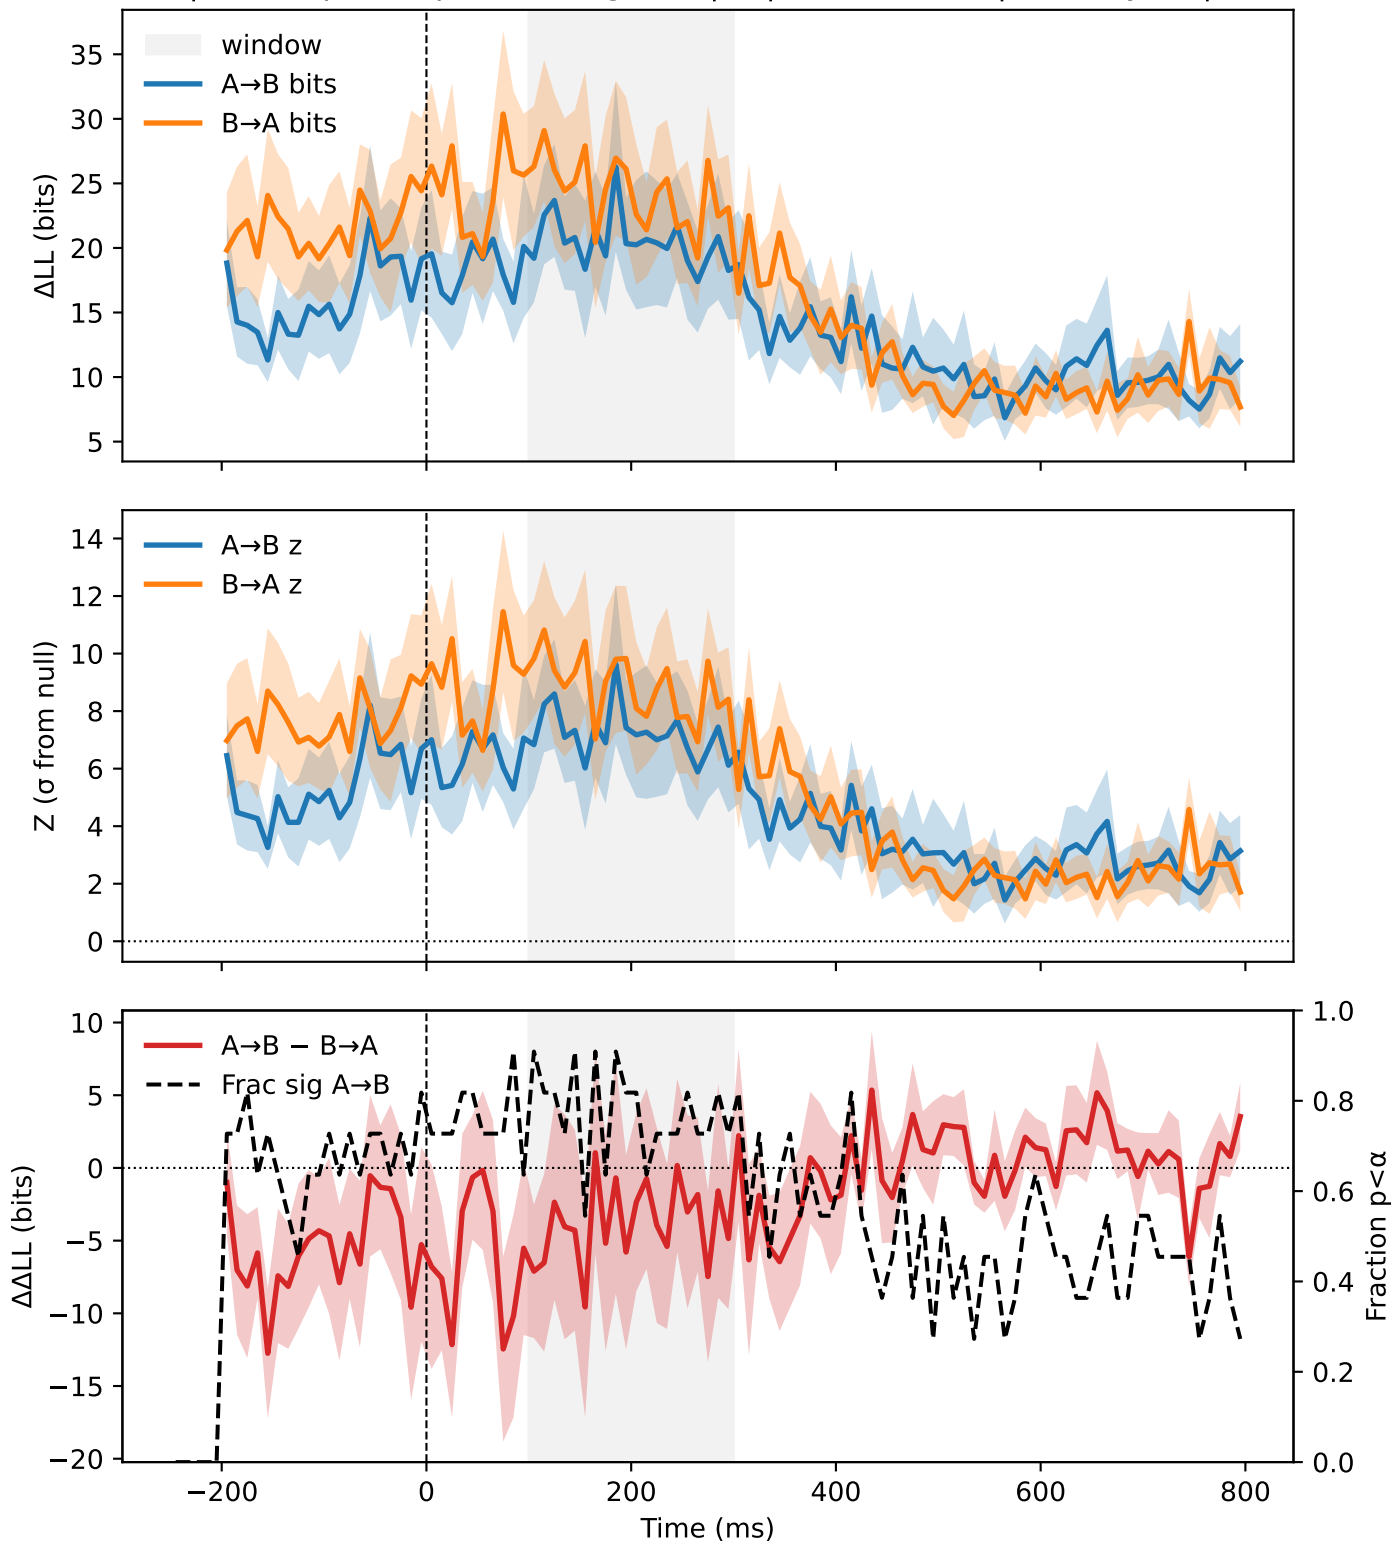 35
30
25
20
15
10
5
ΔLL (bits)
window
A→B bits
B→A bits
14
12
10
8
6
4
2
0
Z (σ from null)
A→B z
B→A z
10
5
0
−5
−10
−15
−20
ΔΔLL (bits)
A→B − B→A
Frac sig A→B
1.0
0.8
0.6
0.4
0.2
0.0
Fraction p<α
−200
0
200
400
600
800
Time (ms)